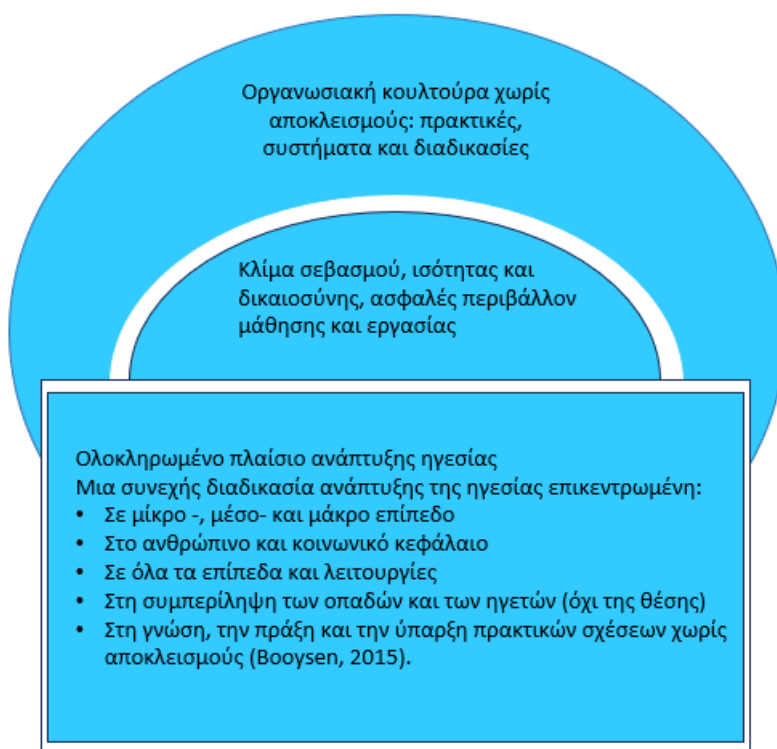 Οργανωσιακή κουλτούρα χωρίς
αποκλεισμούς: πρακτικές,
συστήματα και διαδικασίες
Κλίμα σεβασμού, ισότητας και
δικαιοσύνης, ασφαλές περιβάλλον
μάθησης και εργασίας
Ολοκληρωμένο πλαίσιο ανάπτυξης ηγεσίας
Μια συνεχής διαδικασία ανάπτυξης της ηγεσίας επικεντρωμένη:
• Σε μίκρο -, μέσο- και μάκρο επίπεδο
• Στο ανθρώπινο και κοινωνικό κεφάλαιο
• Σε όλα τα επίπεδα και λειτουργίες
• Στη συμπερίληψη των οπαδών και των ηγετών (όχι της θέσης)
• Στη γνώση, την πράξη και την ύπαρξη πρακτικών σχέσεων χωρίς
αποκλεισμούς (Booysen, 2015).